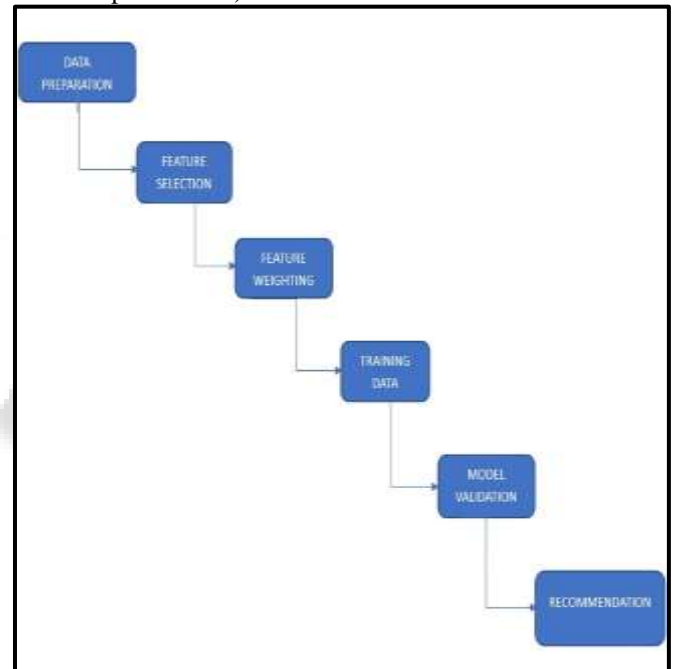 DATA
PREPARATION
FEATURE
SELECTION
FEATURE
WEIGHTING
TRAINING
DATA
MODEL
VALIDATION
RECOMMENDATION